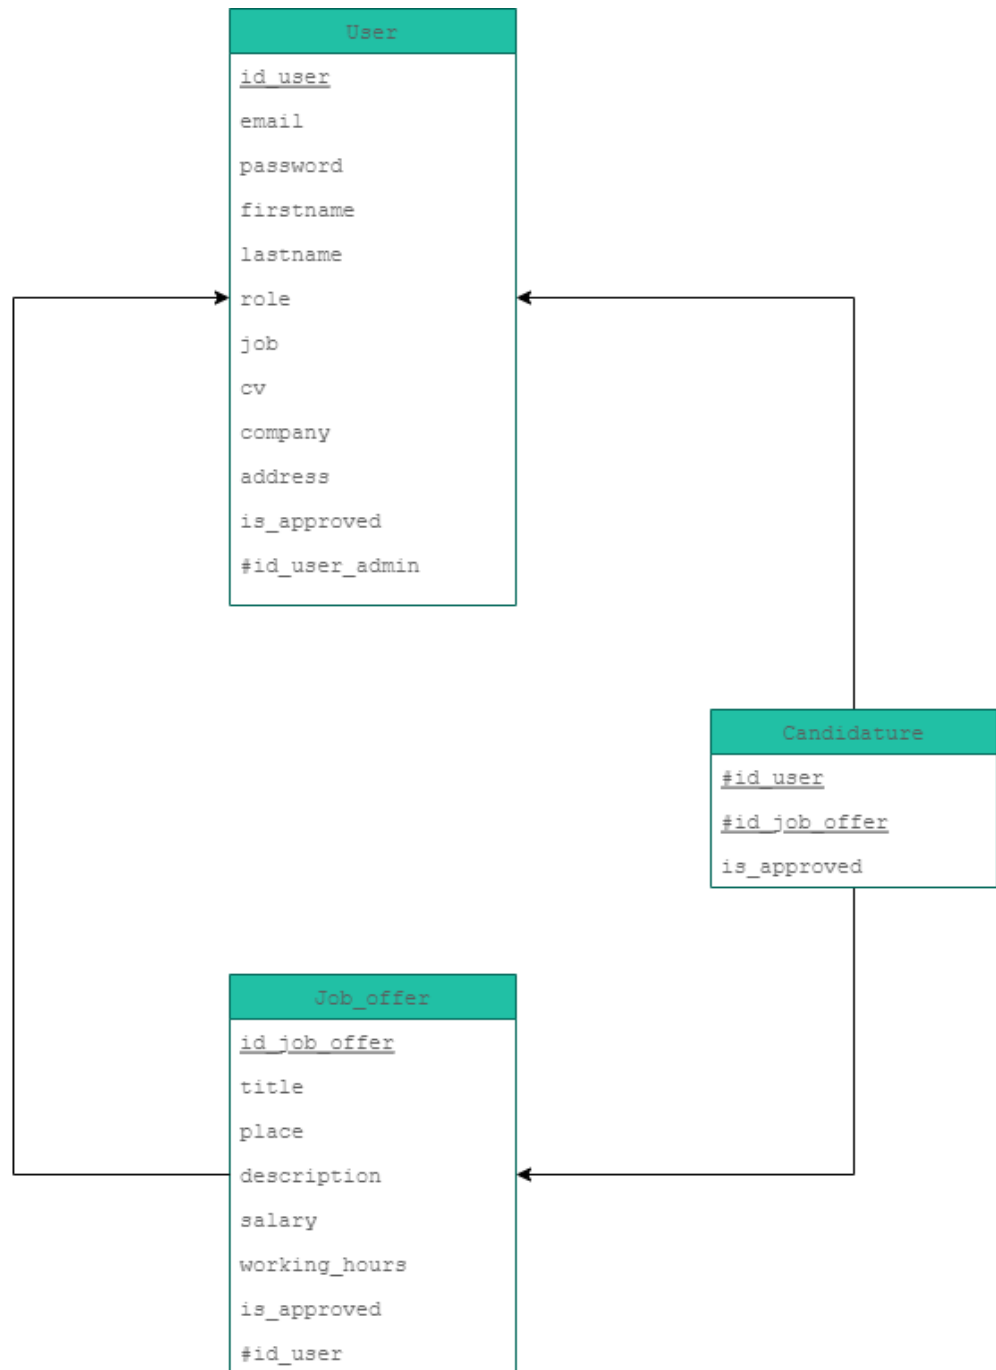 User
id_user
email
password
firstname
lastname
role
job
cv
company
address
is_approved
#id_user_admin
Candidature
#id_user
#id_job_offer
is_approved
Job_offer
id_job_offer
title
place
description
salary
working_hours
is_approved
#id_user